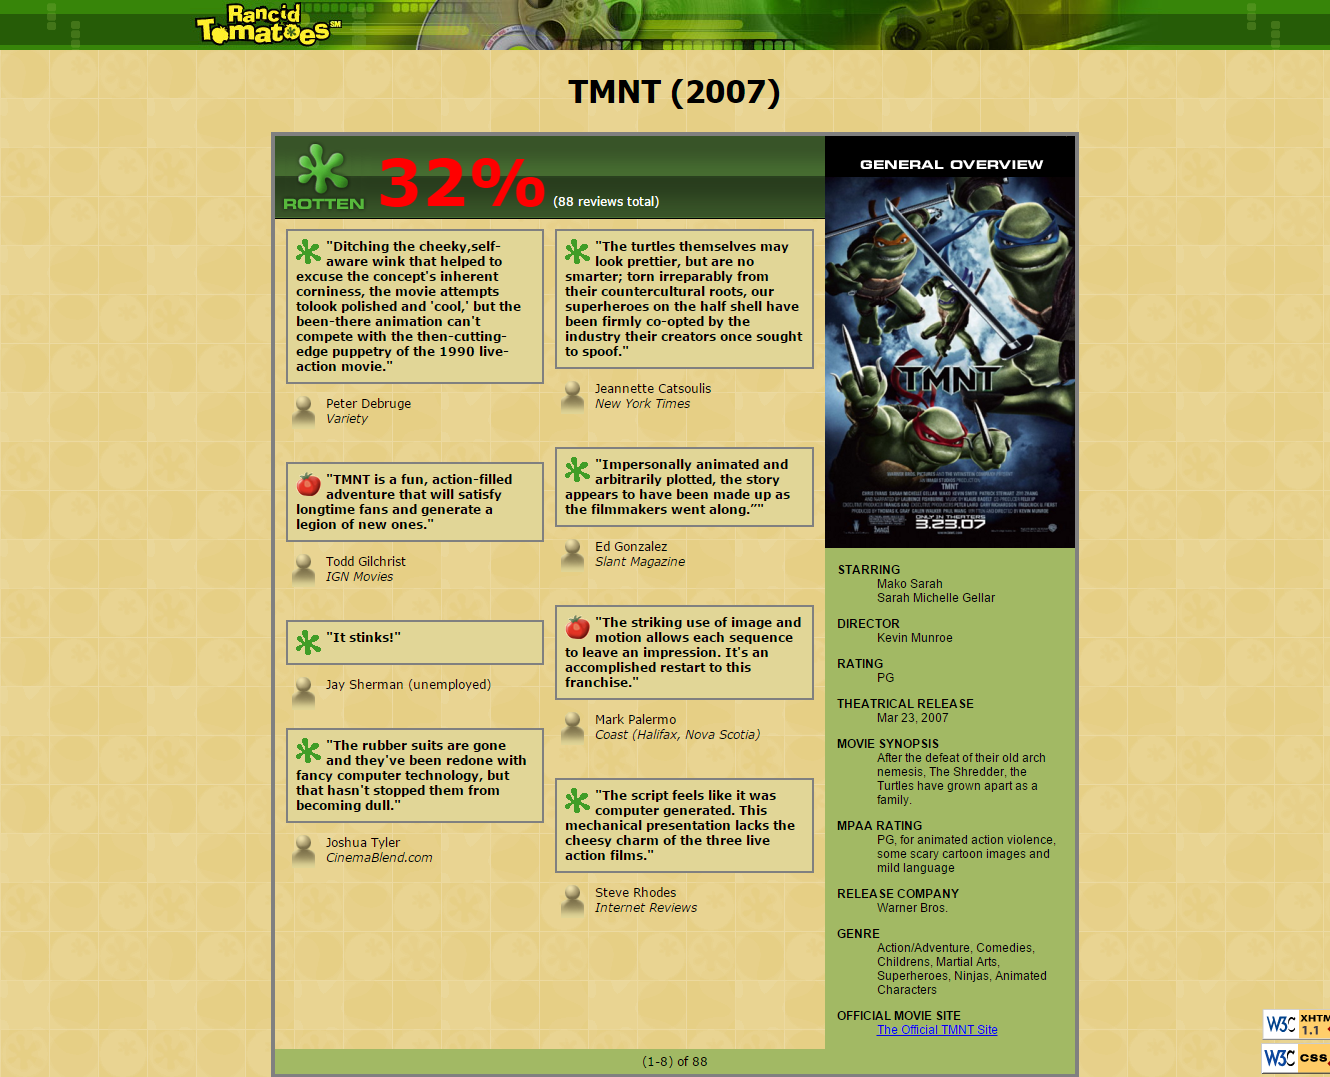 Rancid
Tomatoes SM
TMNT (2007)
ROTTEN
32%
(88 reviews total)
"Ditching the cheeky,self-
aware wink that helped to
excuse the concept's inherent
corniness, the movie attempts
tolook polished and 'cool,' but the
been-there animation can't
compete with the then-cutting-
edge puppetry of the 1990 live-
action movie."
Peter Debruge
Variety
"TMNT is a fun, action-filled
adventure that will satisfy
longtime fans and generate a
legion of new ones."
Todd Gilchrist
IGN Movies
"It stinks!"
Jay Sherman (unemployed)
"The rubber suits are gone
and they've been redone with
fancy computer technology, but
that hasn't stopped them from
becoming dull."
Joshua Tyler
CinemaBlend.com
"The turtles themselves may
look prettier, but are no
smarter; torn irreparably from
their countercultural roots, our
superheroes on the half shell have
been firmly co-opted by the
industry their creators once sought
to spoof."
Jeannette Catsoulis
New York Times
"Impersonally animated and
arbitrarily plotted, the story
appears to have been made up as
the filmmakers went along.”"
Ed Gonzalez
Slant Magazine
"The striking use of image and
motion allows each sequence
to leave an impression. It's an
accomplished restart to this
franchise."
Mark Palermo
Coast (Halifax, Nova Scotia)
"The script feels like it was
computer generated. This
mechanical presentation lacks the
cheesy charm of the three live
action films."
Steve Rhodes
Internet Reviews
GENERAL OVERVIEW
TMNT
TMNT
ONLY IN THEATERS
3.23.07
STARRING
Mako Sarah
Sarah Michelle Gellar
DIRECTOR
Kevin Munroe
RATING
PG
THEATRICAL RELEASE
Mar 23, 2007
MOVIE SYNOPSIS
After the defeat of their old arch
nemesis, The Shredder, the
Turtles have grown apart as a
family.
MPAA RATING
PG, for animated action violence,
some scary cartoon images and
mild language
RELEASE COMPANY
Warner Bros.
GENRE
Action/Adventure, Comedies,
Childrens, Martial Arts,
Superheroes, Ninjas, Animated
Characters
OFFICIAL MOVIE SITE
The Official TMNT Site
(1-8) of 88
W3C XHTM
1.1
W3C css